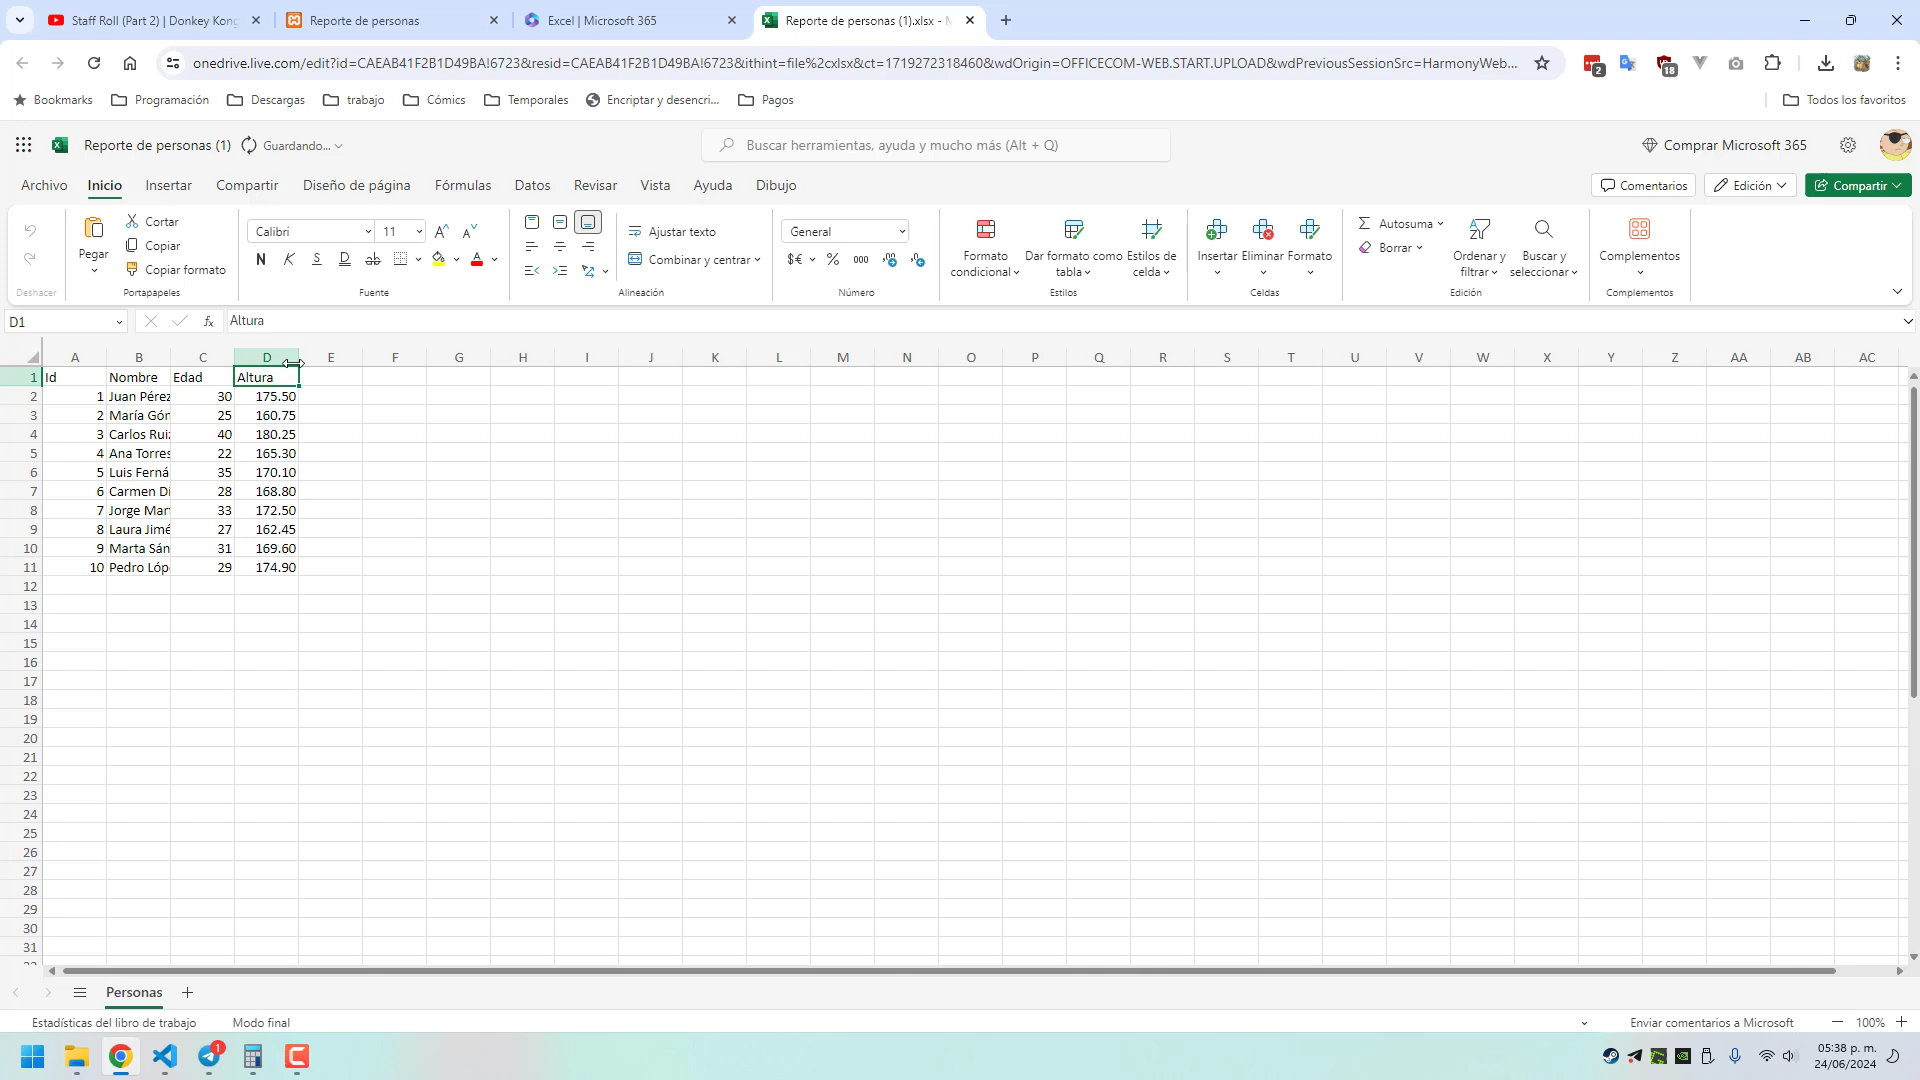 Staff Roll (Part 2) | Donkey Kong
Reporte de personas
Excel | Microsoft 365
Reporte de personas (1).xlsx - M
onedrive.live.com/edit?id=CAEAB41F2B1D49BA!6723&resid=CAEAB41F2B1D49BA!6723&ithint=file%2cxlsx&ct=1719272318460&wdOrigin=OFFICECOM-WEB.START.UPLOAD&wdPreviousSessionSrc=HarmonyWeb...
2
18
Bookmarks
Programación
Descargas
trabajo
Cómics
Temporales
Encriptar y desencri...
Pagos
Todos los favoritos
Reporte de personas (1)
Guardando...
Buscar herramientas, ayuda y mucho más (Alt + Q)
Comprar Microsoft 365
Archivo
Inicio
Insertar
Compartir
Diseño de página
Fórmulas
Datos
Revisar
Vista
Ayuda
Dibujo
Comentarios
Edición
Compartir
Deshacer
Pegar
Cortar
Copiar
Copiar formato
Portapapeles
Calibri
11
N K S D ab
Fuente
Ajustar texto
Combinar y centrar
Alineación
General
$€ % 000
Número
Formato condicional
Dar formato como tabla
Estilos de celda
Estilos
Insertar
Eliminar
Formato
Celdas
Autosuma
Borrar
Ordenar y filtrar
Buscar y seleccionar
Edición
Complementos
Complementos
D1
fx
Altura
A B C D E F G H I J K L M N O P Q R S T U V W X Y Z AA AB AC
1 Id Nombre Edad Altura
2 1 Juan Pérez 30 175.50
3 2 María Gón 25 160.75
4 3 Carlos Ruiz 40 180.25
5 4 Ana Torres 22 165.30
6 5 Luis Ferná 35 170.10
7 6 Carmen Di 28 168.80
8 7 Jorge Mart 33 172.50
9 8 Laura Jimé 27 162.45
10 9 Marta Sán 31 169.60
11 10 Pedro Lóp 29 174.90
12
13
14
15
16
17
18
19
20
21
22
23
24
25
26
27
28
29
30
31
Personas
Estadísticas del libro de trabajo
Modo final
Enviar comentarios a Microsoft
100%
1
05:38 p. m.
24/06/2024